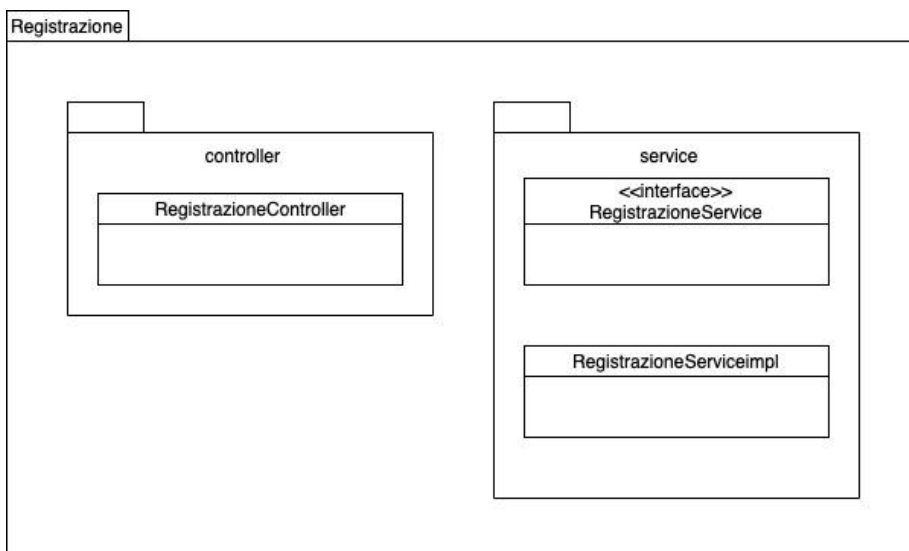 Registrazione
controller
RegistrazioneController
service
<<interface>>
RegistrazioneService
RegistrazioneServiceimpl